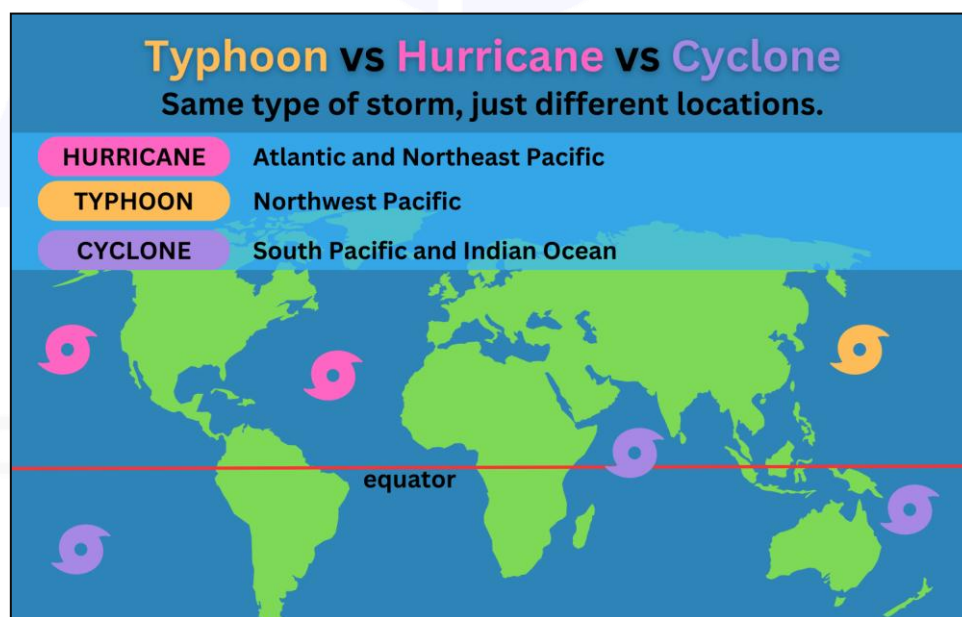 Typhoon vs Hurricane vs Cyclone
Same type of storm, just different locations.
HURRICANE Atlantic and Northeast Pacific
TYPHOON Northwest Pacific
CYCLONE South Pacific and Indian Ocean
equator